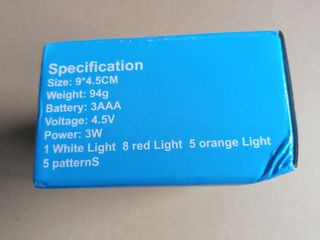 Specification
Size: 9*4.5CM
Weight: 94g
Battery: 3AAA
Voltage: 4.5V
Power: 3W
1 White Light 8 red Light 5 orange Light
5 patternS